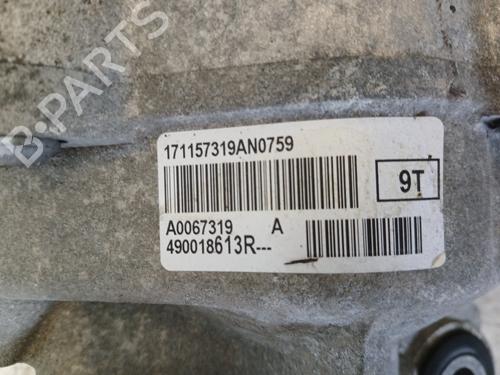 171157319AN0759
9T
A0067319 A
490018613R---
B-PARTS